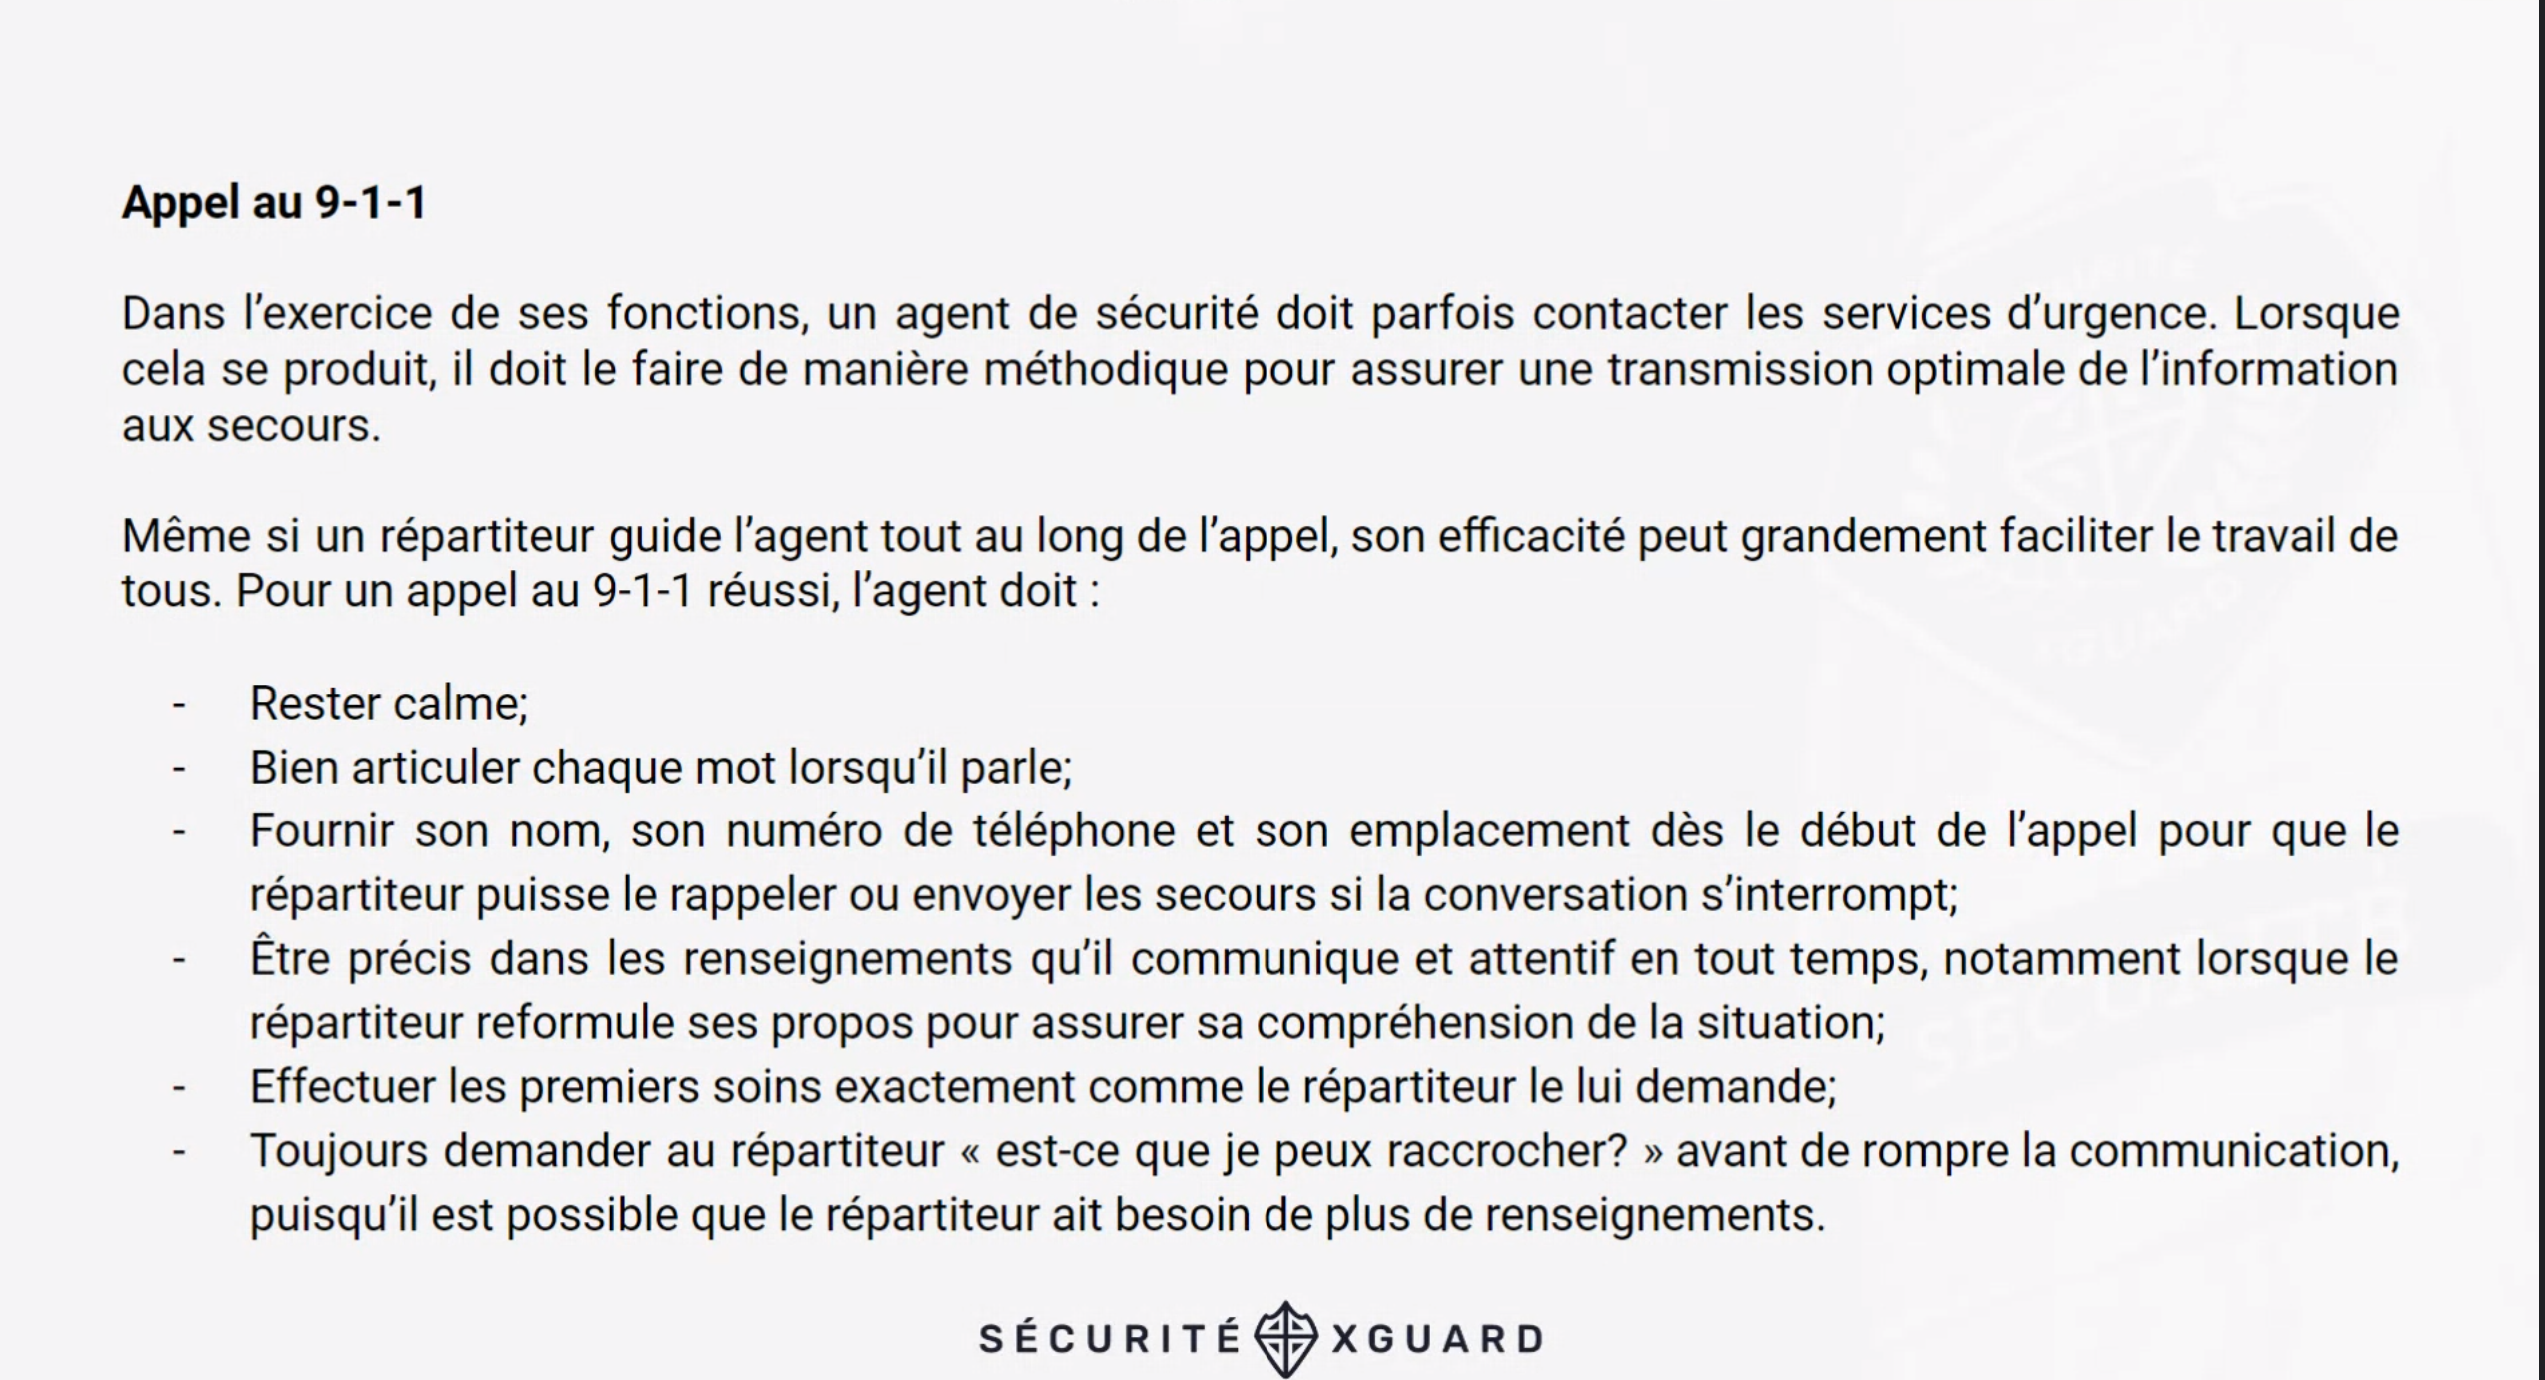 Appel au 9-1-1
Dans l’exercice de ses fonctions, un agent de sécurité doit parfois contacter les services d’urgence. Lorsque
cela se produit, il doit le faire de manière méthodique pour assurer une transmission optimale de l’information
aux secours.
Même si un répartiteur guide l’agent tout au long de l’appel, son efficacité peut grandement faciliter le travail de
tous. Pour un appel au 9-1-1 réussi, l’agent doit :
- Rester calme;
- Bien articuler chaque mot lorsqu’il parle;
- Fournir son nom, son numéro de téléphone et son emplacement dès le début de l’appel pour que le
répartiteur puisse le rappeler ou envoyer les secours si la conversation s’interrompt;
- Être précis dans les renseignements qu’il communique et attentif en tout temps, notamment lorsque le
répartiteur reformule ses propos pour assurer sa compréhension de la situation;
- Effectuer les premiers soins exactement comme le répartiteur le lui demande;
- Toujours demander au répartiteur « est-ce que je peux raccrocher? » avant de rompre la communication,
puisqu’il est possible que le répartiteur ait besoin de plus de renseignements.
SÉCURITÉ XGUARD